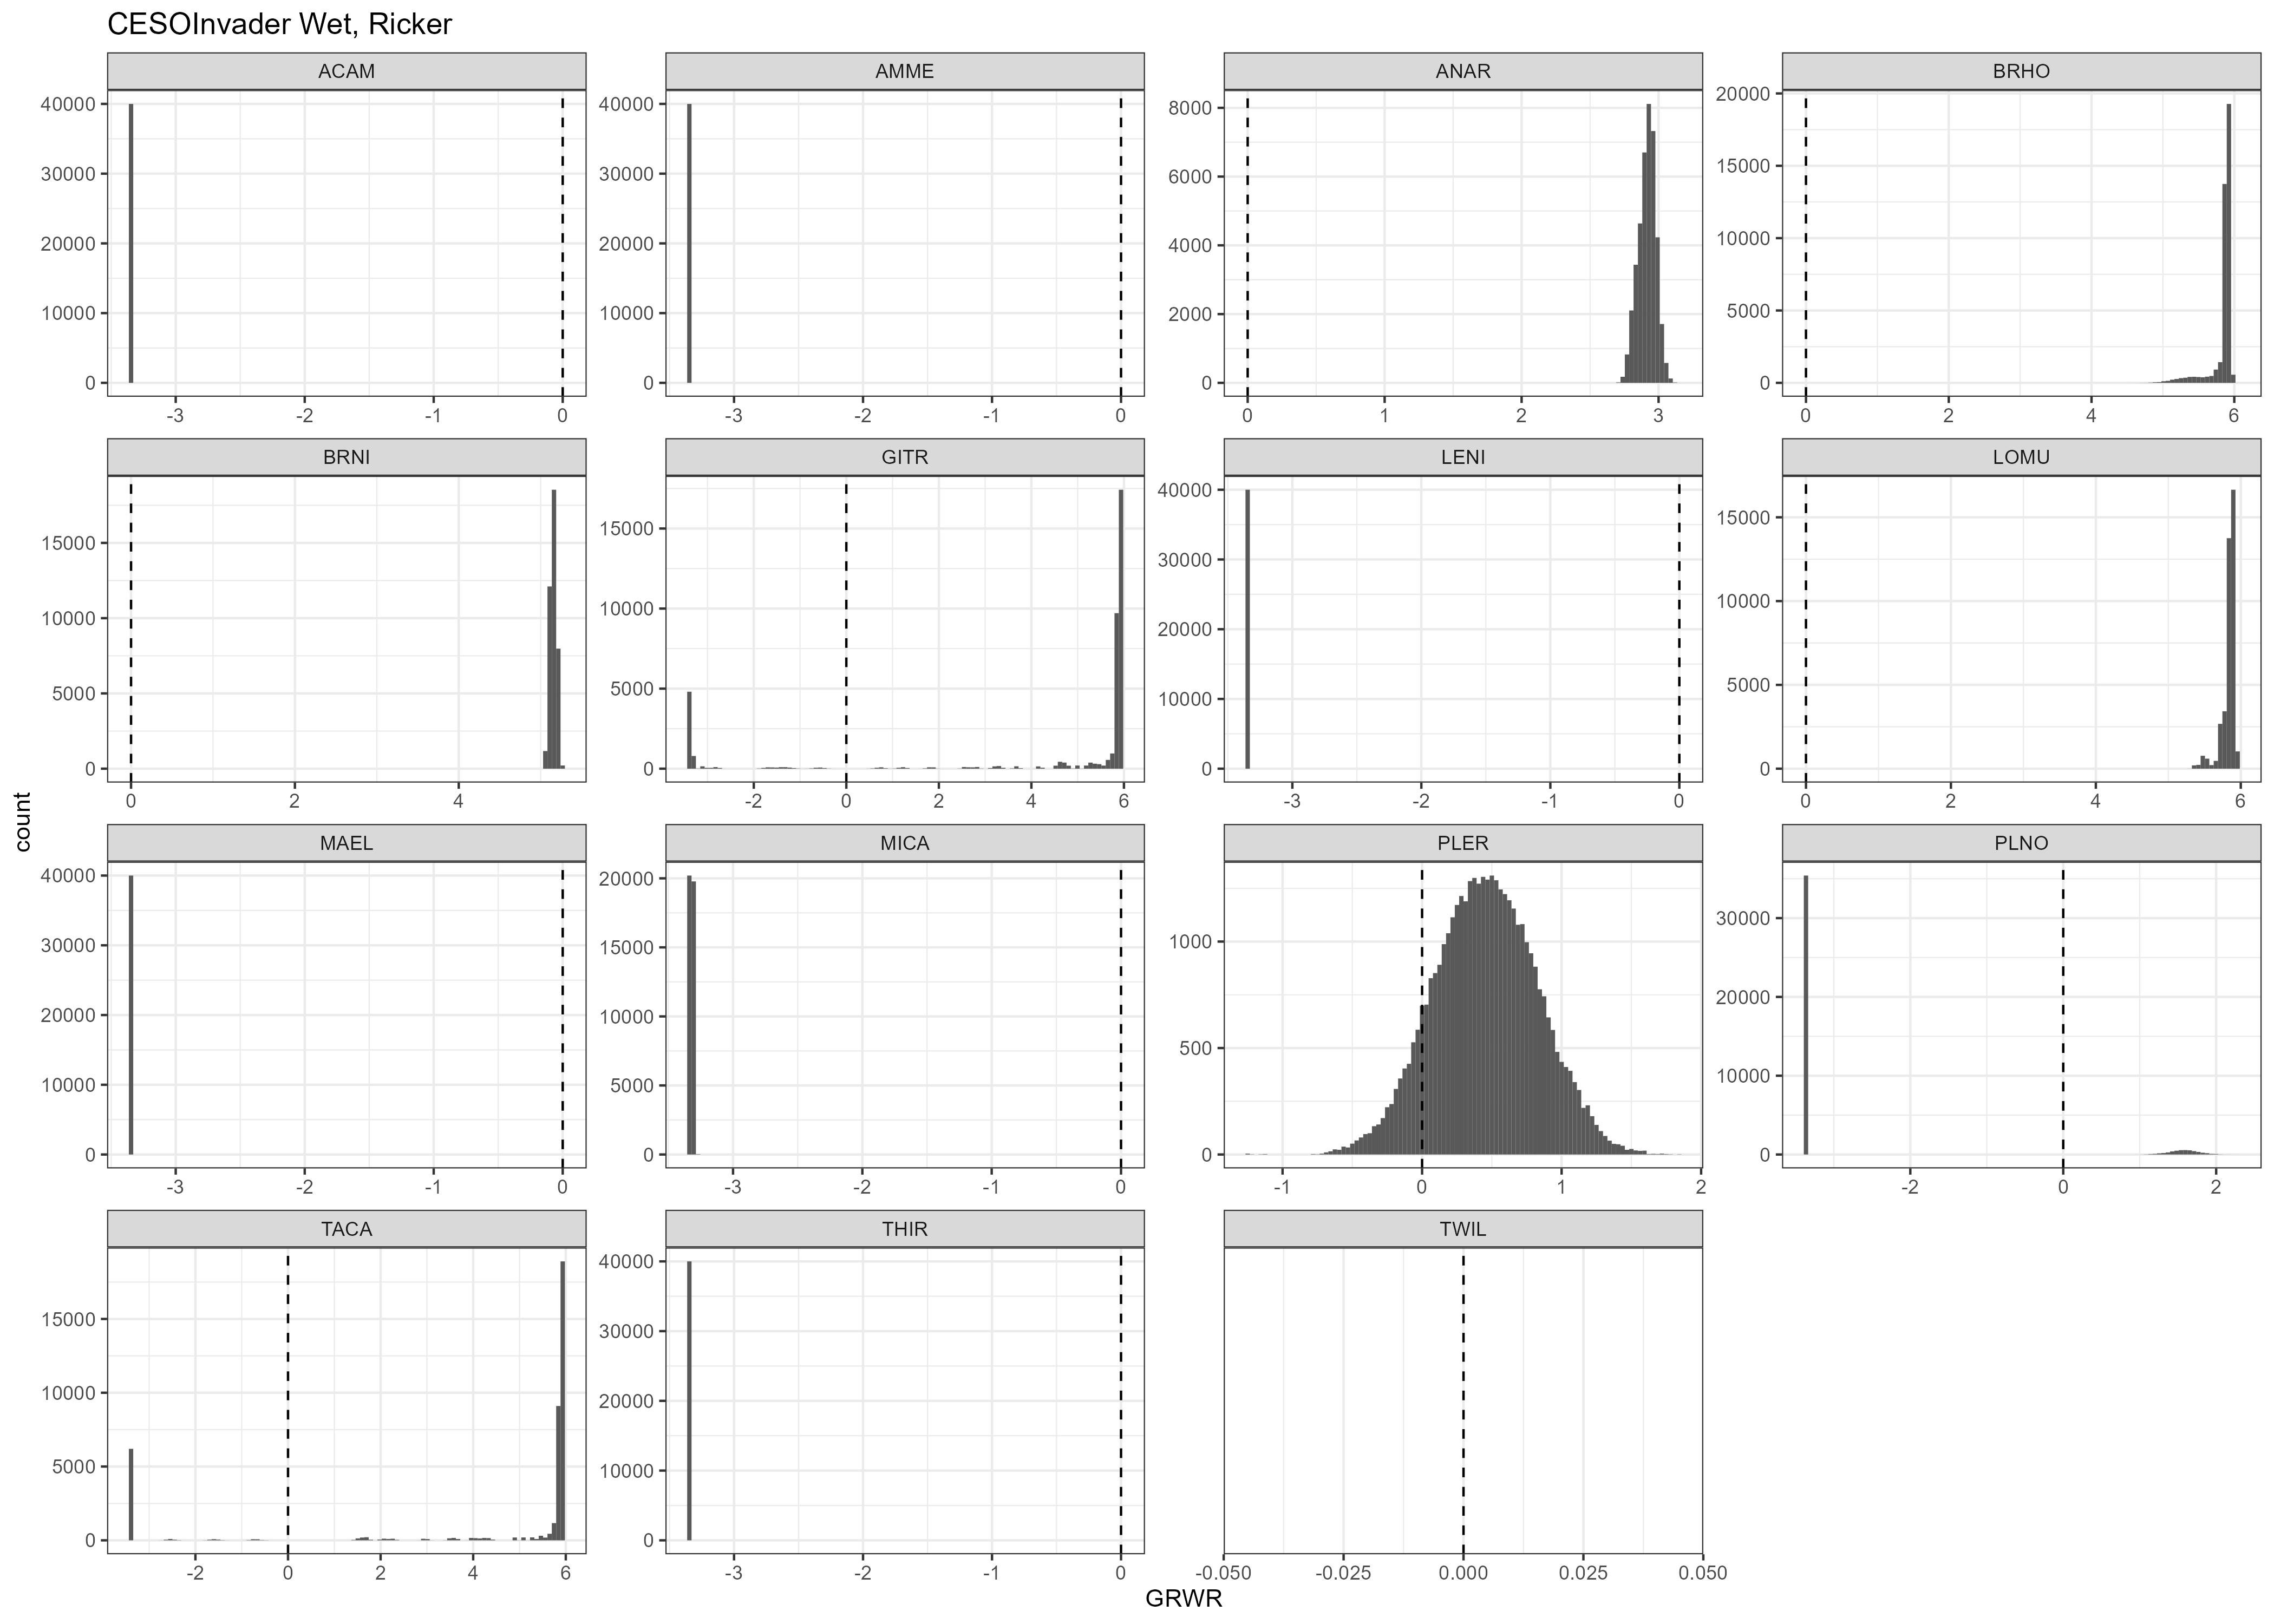 CESOInvader Wet, Ricker
ACAM AMME ANAR BRHO
40000 30000 20000 10000 0
-3 -2 -1 0
40000 30000 20000 10000 0
-3 -2 -1 0
8000 6000 4000 2000 0
0 1 2 3
20000 15000 10000 5000 0
0 2 4 6
BRNI GITR LENI LOMU
15000 10000 5000 0
0 2 4
15000 10000 5000 0
-2 0 2 4 6
40000 30000 20000 10000 0
-3 -2 -1 0
15000 10000 5000 0
0 2 4 6
count
MAEL MICA PLER PLNO
40000 30000 20000 10000 0
-3 -2 -1 0
20000 15000 10000 5000 0
-3 -2 -1 0
1000 500 0
-1 0 1 2
30000 20000 10000 0
-2 0 2
TACA THIR TWIL
15000 10000 5000 0
-2 0 2 4 6
40000 30000 20000 10000 0
-3 -2 -1 0
-0.050 -0.025 0.000 0.025 0.050
GRWR